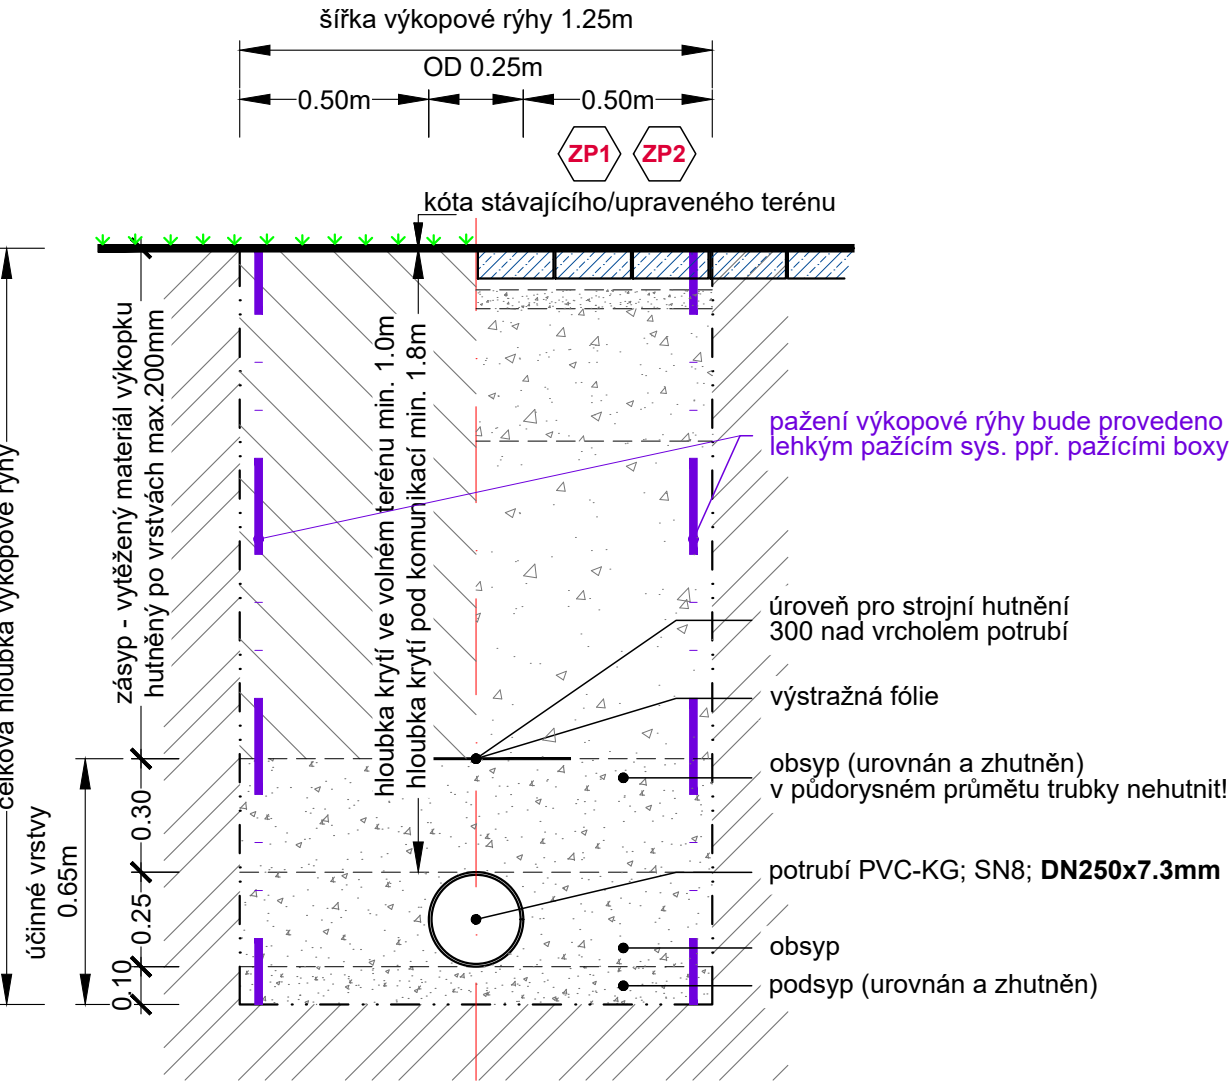 šířka výkopové rýhy 1.25m
OD 0.25m
0.50m
0.50m
ZP1
ZP2
kóta stávajícího/upraveného terénu
celková hloubka výkopové rýhy
zásyp - vytěžený materiál výkopku
hutněný po vrstvách max.200mm
hloubka krytí ve volném terénu min. 1.0m
hloubka krytí pod komunikací min. 1.8m
pažení výkopové rýhy bude provedeno
lehkým pažícím sys. ppř. pažícími boxy
úroveň pro strojní hutnění
300 nad vrcholem potrubí
výstražná fólie
obsyp (urovnán a zhutněn)
v půdorysném průmětu trubky nehutnit!
účinné vrstvy
0.65m
0.30
0.25
0.10
potrubí PVC-KG; SN8; DN250x7.3mm
obsyp
podsyp (urovnán a zhutněn)